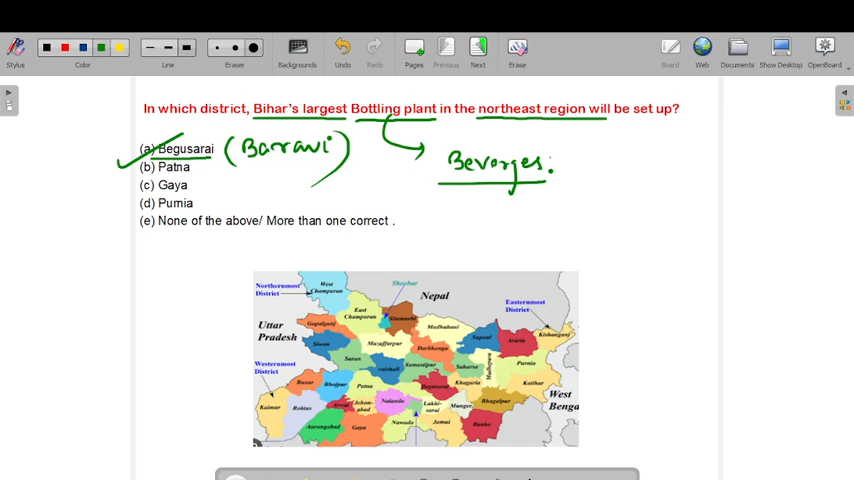 Stylus
Color
Line
Eraser
Backgrounds
Undo
Redo
Pages
Previous
Next
Erase
Board
Web
Documents
Show Desktop
OpenBoard
In which district, Bihar's largest Bottling plant in the northeast region will be set up?
(a) Begusarai (Barauni)
Beverges:
(b) Patna
(c) Gaya
(d) Purnia
(e) None of the above/ More than one correct .
Northernmost District
West Champaran
Sheohar
Nepal
East Champaran
Sitamarhi
Easternmost District
Gopalganj
Madhubani
Kishanganj
Uttar Pradesh
Siwan
Muzaffarpur
Darbhanga
Supaul
Araria
Saran
Vaishali
Samastipur
Saharsa
Madhepura
Purnia
Westernmost District
Buxar
Bhojpur
Patna
Begusarai
Khagaria
Katihar
Kaimur
Rohtas
Arwal
Jehanabad
Nalanda
Lakhisarai
Munger
Bhagalpur
West Benga
Aurangabad
Gaya
Nawada
Jamui
Banka